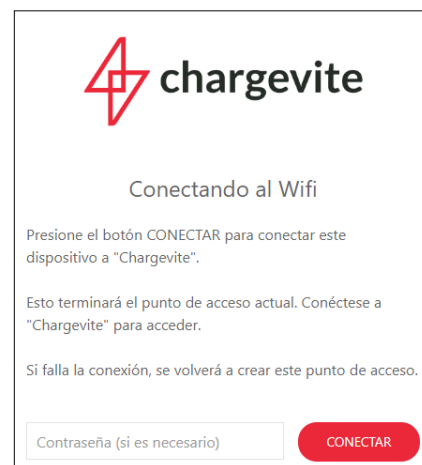 chargevite
Conectando al Wifi
Presione el botón CONECTAR para conectar este
dispositivo a "Chargevite".
Esto terminará el punto de acceso actual. Conéctese a
"Chargevite" para acceder.
Si falla la conexión, se volverá a crear este punto de acceso.
Contraseña (si es necesario)
CONECTAR